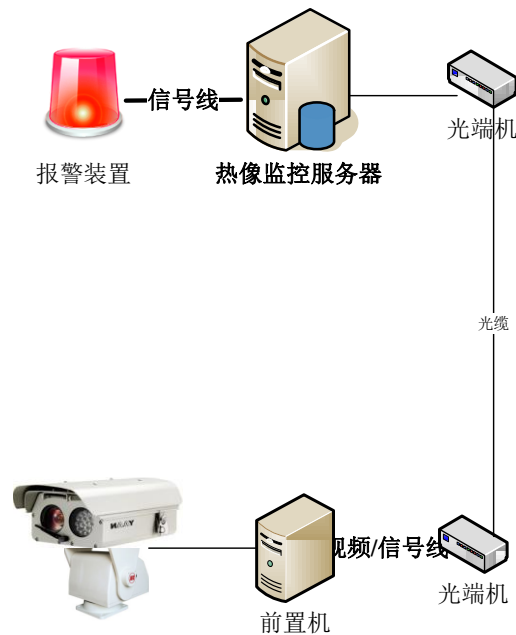 信号线
光端机
报警装置
热像监控服务器
光缆
视频/信号线
光端机
前置机